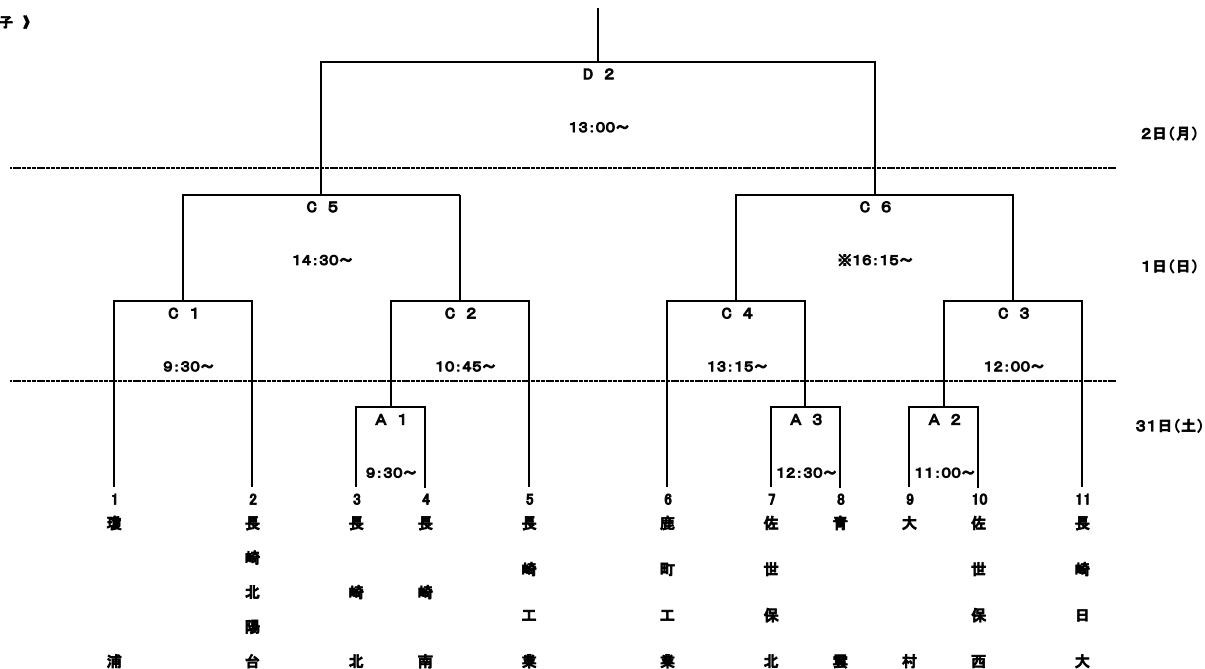 子 》
D 2
13:00～
2日(月)
C 5
C 6
14:30～
※16:15～
1日(日)
C 1
C 2
C 4
C 3
9:30～
10:45～
13:15～
12:00～
A 1
A 3
A 2
31日(土)
9:30～
12:30～
11:00～
1
2
3
4
5
6
7
8
9
10
11
瓊浦
長崎北陽台
長崎北
長崎南
長崎工業
鹿町工業
佐世保北
青雲
大村
佐世保西
長崎日大